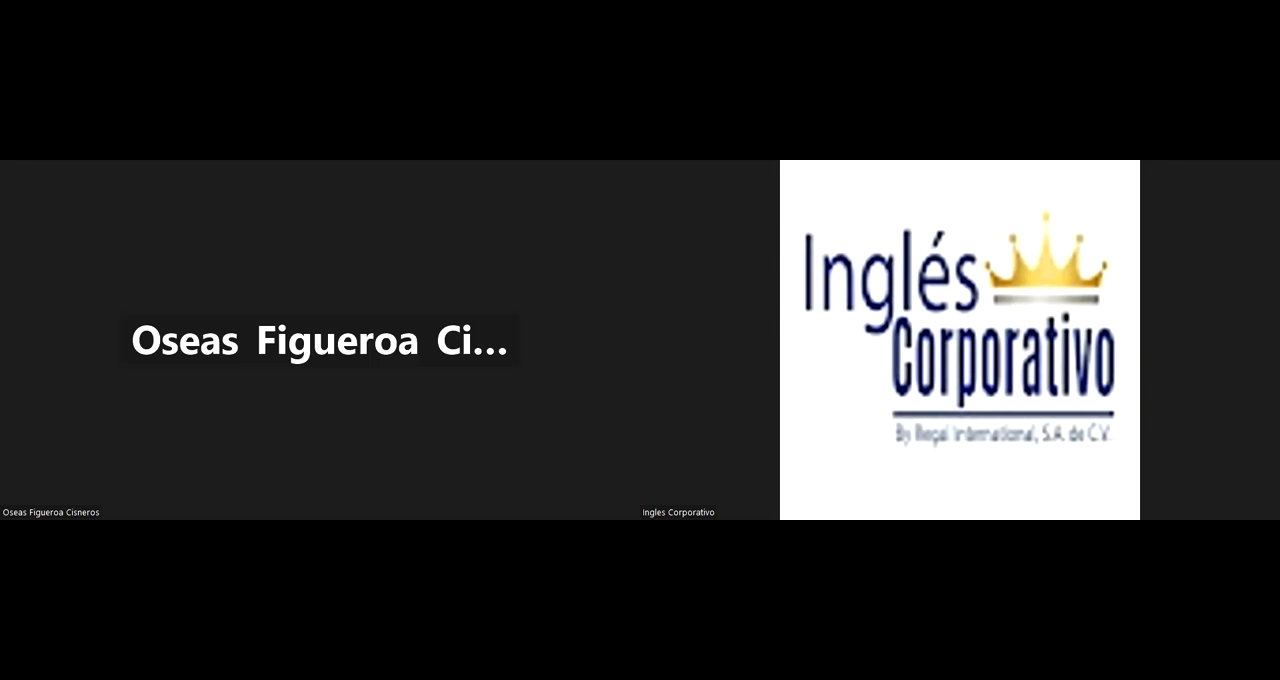 Oseas Figueroa Ci...
Oseas Figueroa Cisneros
Inglés
Corporativo
By Regal International, S.A. de C.V.
Ingles Corporativo